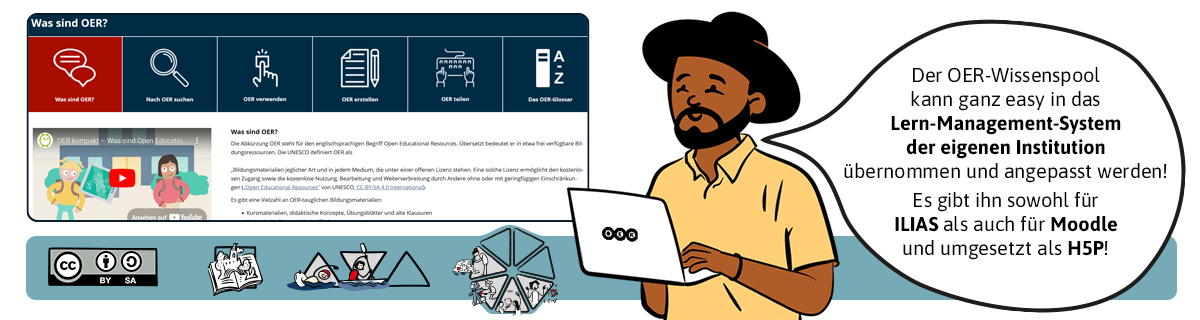 Was sind OER?
Was sind OER?
Nach OER suchen
OER verwenden
OER erstellen
OER teilen
A-Z
Das OER-Glossar
OER kompakt – Was sind Open Educatio...
Ansehen auf YouTube
Was sind OER?
Die Abkürzung OER steht für den englischsprachigen Begriff Open Educational Resources. Übersetzt bedeutet er in etwa frei verfügbare Bil-
dungsressourcen. Die UNESCO definiert OER als
„Bildungsmaterialien jeglicher Art und in jedem Medium, die unter einer offenen Lizenz stehen. Eine solche Lizenz ermöglicht den kostenlo-
sen Zugang sowie die kostenlose Nutzung, Bearbeitung und Weiterverbreitung durch Andere ohne oder mit geringfügigen Einschränkun-
gen („Open Educational Resources" von UNESCO, CC-BY-SA 4.0 International).
Es gibt eine Vielzahl an OER-tauglichen Bildungsmaterialien:
• Kursmaterialien, didaktische Konzepte, Übungsblätter und alte Klausuren
Der OER-Wissenspool
kann ganz easy in das
Lern-Management-System
der eigenen Institution
übernommen und angepasst werden!
Es gibt ihn sowohl für
ILIAS als auch für Moodle
und umgesetzt als H5P!
OER
cc
BY SA